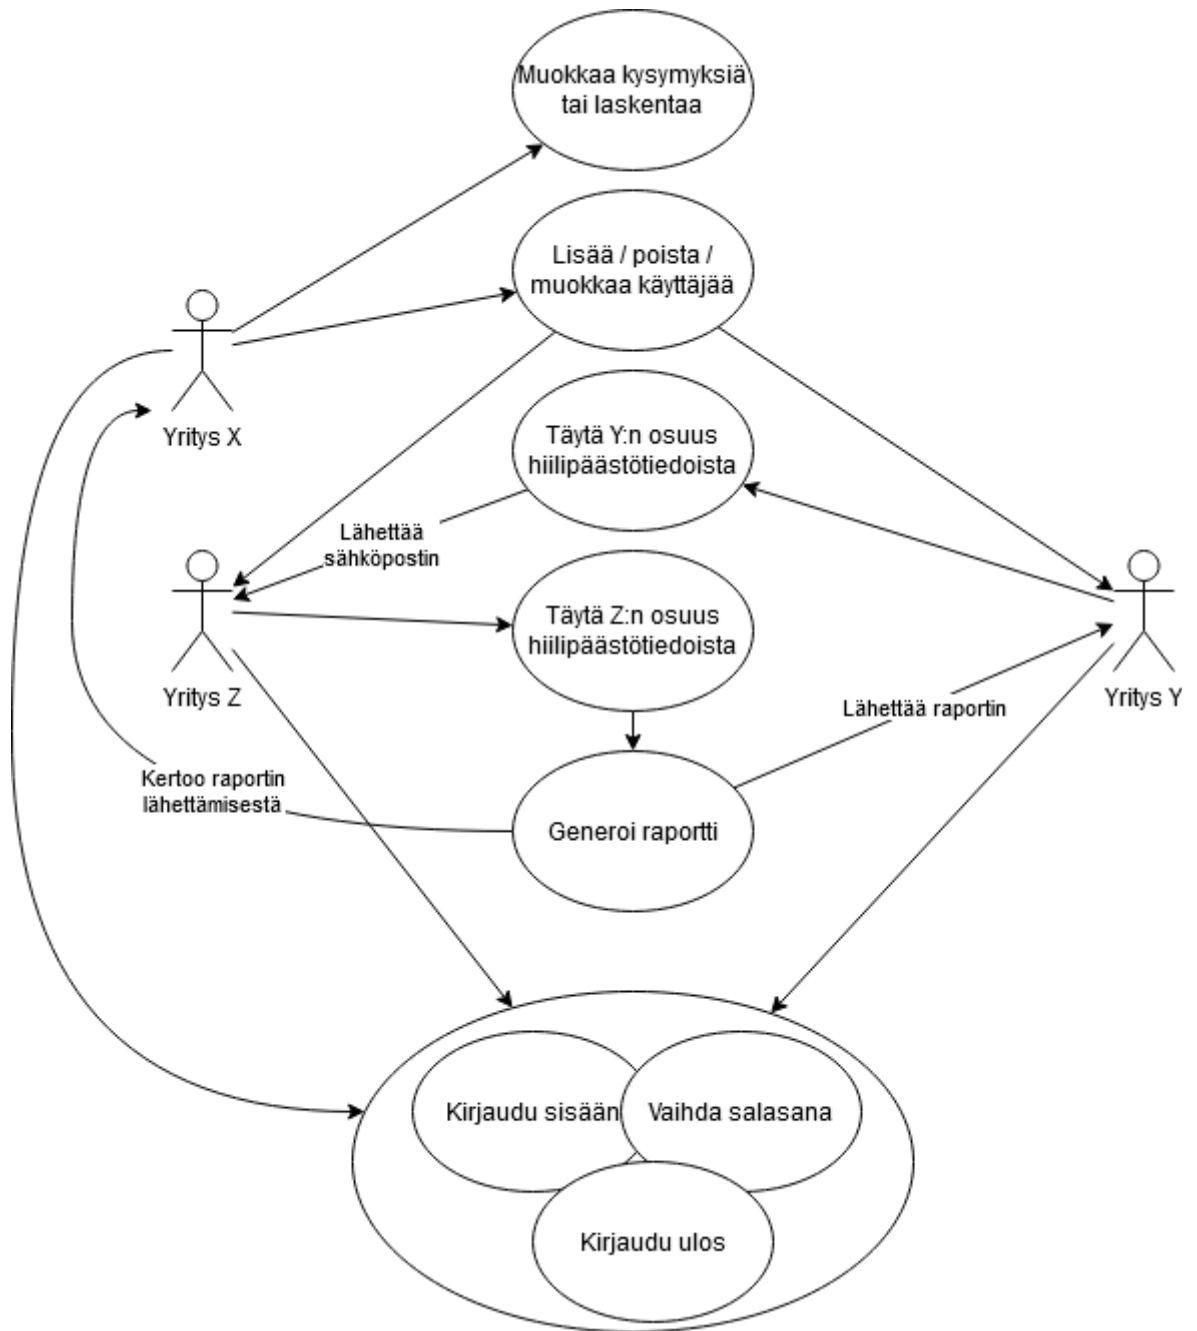 Muokkaa kysymyksiä
tai laskentaa
Lisää / poista /
muokkaa käyttäjää
Yritys X
Täytä Y:n osuus
hiilipäästötiedoista
Lähettää
sähköpostin
Täytä Z:n osuus
hiilipäästötiedoista
Yritys Z
Yritys Y
Lähettää raportin
Kertoo raportin
lähettämisestä
Generoi raportti
Kirjaudu sisään
Vaihda salasana
Kirjaudu ulos